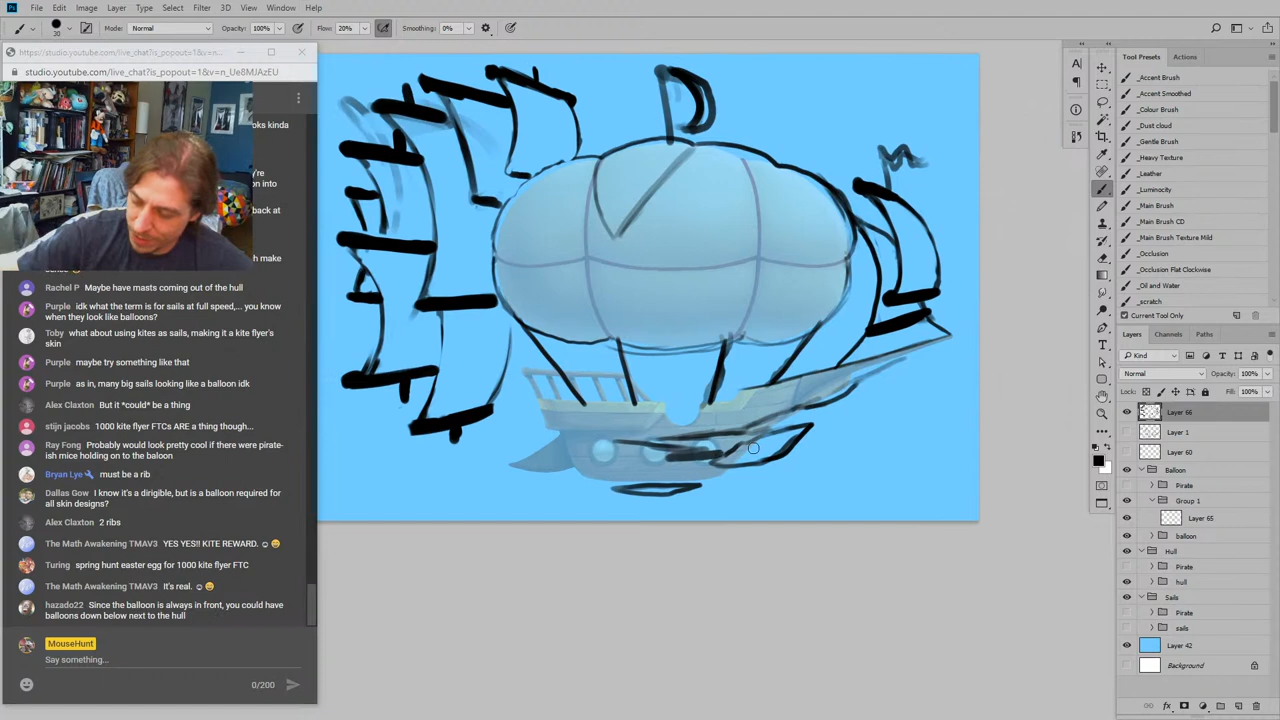 File Edit Image Layer Type Select Filter 3D View Window Help
30 Mode: Normal Opacity: 100% Flow: 20% Smoothing: 0%
https://studio.youtube.com/live_chat?is_popout=1&v=n...
studio.youtube.com/live_chat?is_popout=1&v=n_Ue8MJAzEU
oks kinda
're
ion into
back at
ch make
Rachel P Maybe have masts coming out of the hull
Purple idk what the term is for sails at full speed,... you know
when they look like balloons?
Toby what about using kites as sails, making it a kite flyer's
skin
Purple maybe try something like that
Purple as in, many big sails looking like a balloon idk
Alex Claxton But it *could* be a thing
stijn jacobs 1000 kite flyer FTCs ARE a thing though...
Ray Fong Probably would look pretty cool if there were pirate-
ish mice holding on to the baloon
Bryan Lye must be a rib
Dallas Gow I know it's a dirigible, but is a balloon required for
all skin designs?
Alex Claxton 2 ribs
The Math Awakening TMAV3 YES YES!! KITE REWARD.
Turing spring hunt easter egg for 1000 kite flyer FTC
The Math Awakening TMAV3 It's real.
hazado22 Since the balloon is always in front, you could have
balloons down below next to the hull
MouseHunt
Say something...
0/200
Tool Presets Actions
_Accent Brush
_Accent Smoothed
_Colour Brush
_Dust cloud
_Gentle Brush
_Heavy Texture
_Leather
_Luminocity
_Main Brush
_Main Brush CD
_Main Brush Texture Mild
_Occlusion
_Occlusion Flat Clockwise
_Oil and Water
_scratch
Current Tool Only
Layers Channels Paths
Kind
Normal Opacity: 100%
Lock: Fill: 100%
Layer 66
Layer 1
Layer 60
Balloon
Pirate
Group 1
Layer 65
balloon
Hull
Pirate
hull
Sails
Pirate
sails
Layer 42
Background